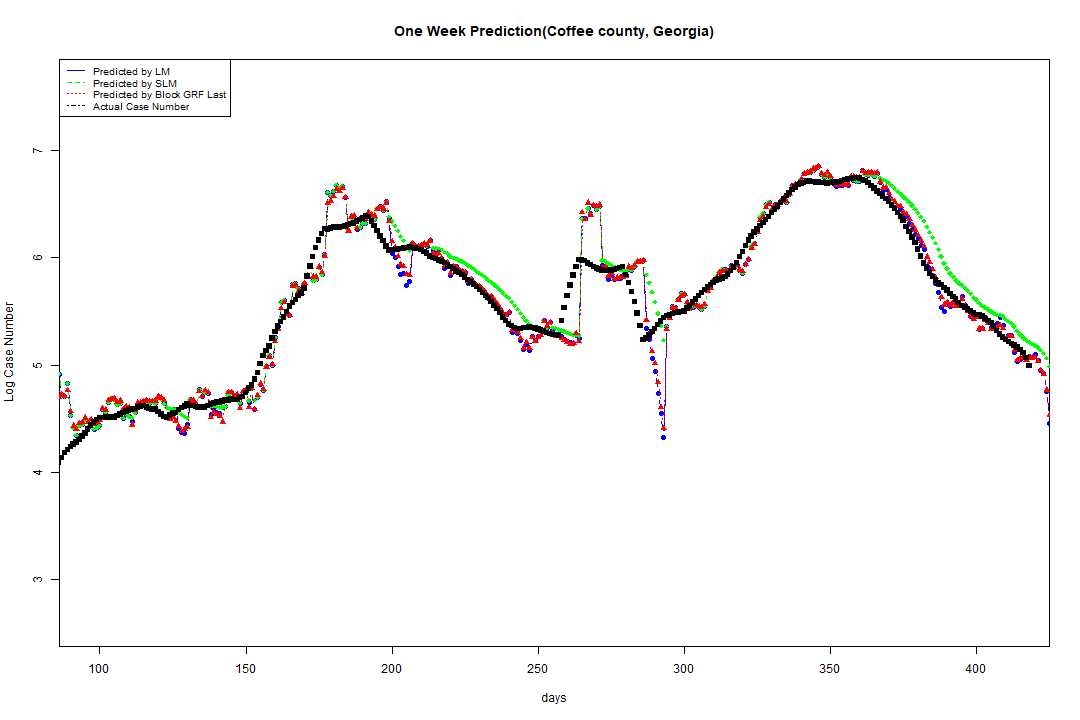 One Week Prediction(Coffee county, Georgia)
Predicted by LM
Predicted by SLM
Predicted by Block GRF Last
Actual Case Number
7
6
5
4
3
Log Case Number
100 150 200 250 300 350 400
days